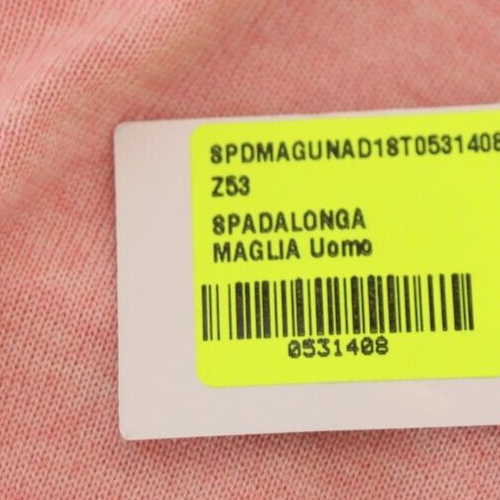 SPDMAGUNAD18T0531408
Z53
SPADALONGA
MAGLIA Uomo
0531408